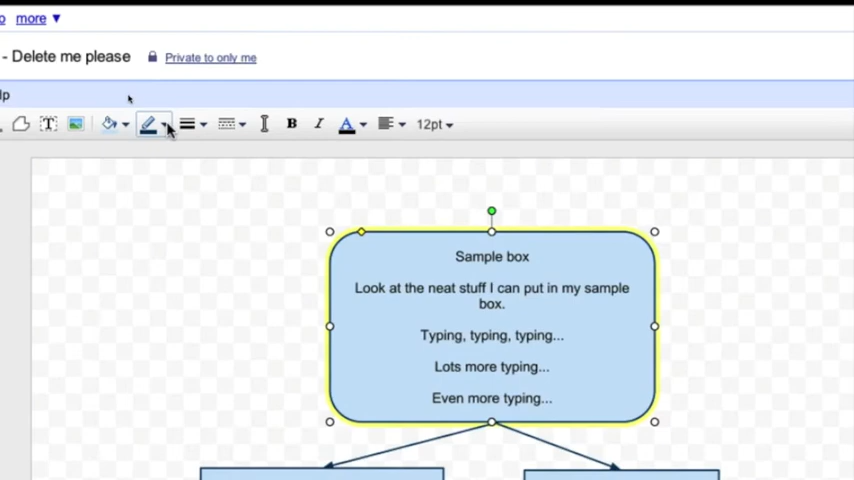 more ▼
- Delete me please Private to only me
lp
T B I A 12pt
Sample box
Look at the neat stuff I can put in my sample
box.
Typing, typing, typing...
Lots more typing...
Even more typing...